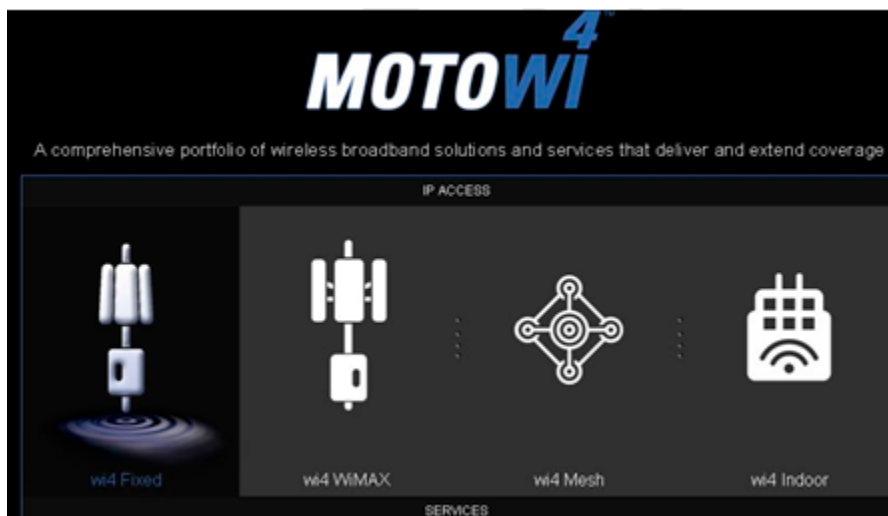 MOTOwi4™
A comprehensive portfolio of wireless broadband solutions and services that deliver and extend coverage
IP ACCESS
wi4 Fixed wi4 WiMAX wi4 Mesh wi4 Indoor
SERVICES